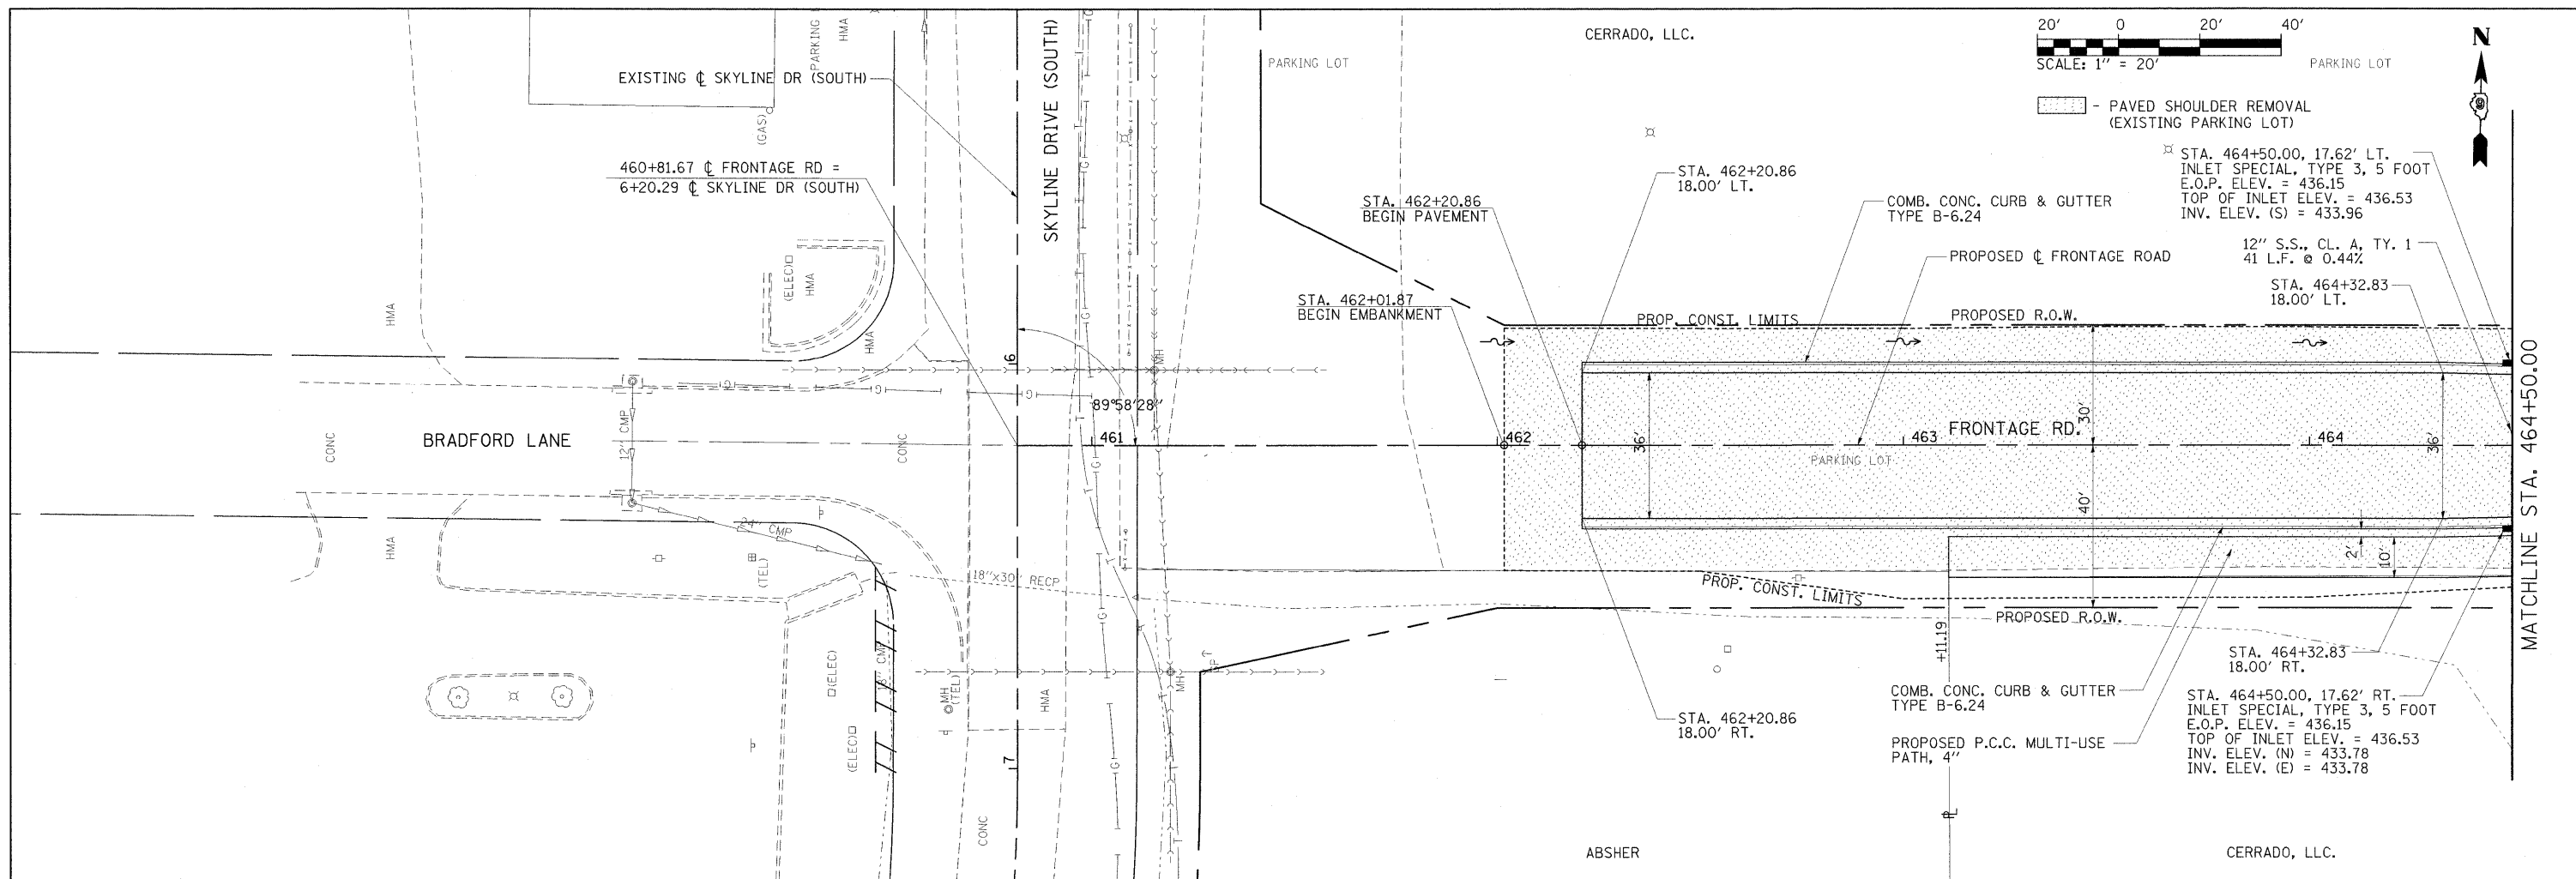 20' 0 20' 40'
SCALE: 1" = 20'
N
CERRADO, LLC.
PARKING LOT
PARKING LOT
- PAVED SHOULDER REMOVAL
(EXISTING PARKING LOT)
PARKING
HMA
EXISTING ℄ SKYLINE DR (SOUTH)
SKYLINE DRIVE (SOUTH)
(GAS)
460+81.67 ℄ FRONTAGE RD =
6+20.29 ℄ SKYLINE DR (SOUTH)
STA. 462+20.86
18.00' LT.
STA. 462+20.86
BEGIN PAVEMENT
COMB. CONC. CURB & GUTTER
TYPE B-6.24
STA. 464+50.00, 17.62' LT.
INLET SPECIAL, TYPE 3, 5 FOOT
E.O.P. ELEV. = 436.15
TOP OF INLET ELEV. = 436.53
INV. ELEV. (S) = 433.96
12" S.S., CL. A, TY. 1
41 L.F. @ 0.44%
PROPOSED ℄ FRONTAGE ROAD
STA. 464+32.83
18.00' LT.
STA. 462+01.87
BEGIN EMBANKMENT
PROP. CONST. LIMITS
PROPOSED R.O.W.
(ELEC)
HMA
HMA
HMA
6
MH
G
G
G
G
G
89°58'28"
BRADFORD LANE
CONC
12" CMP
CONC
461
462
463
464
FRONTAGE RD.
PARKING LOT
36'
30'
40'
36'
2'
10'
MATCHLINE STA. 464+50.00
HMA
24" CMP
(TEL)
18"x30" RECP
PROP. CONST. LIMITS
PROPOSED R.O.W.
+11.19
(ELEC)
(ELEC)
MH
(TEL)
HMA
MH
7
CONC
STA. 462+20.86
18.00' RT.
STA. 464+32.83
18.00' RT.
COMB. CONC. CURB & GUTTER
TYPE B-6.24
PROPOSED P.C.C. MULTI-USE
PATH, 4"
STA. 464+50.00, 17.62' RT.
INLET SPECIAL, TYPE 3, 5 FOOT
E.O.P. ELEV. = 436.15
TOP OF INLET ELEV. = 436.53
INV. ELEV. (N) = 433.78
INV. ELEV. (E) = 433.78
ABSHER
CERRADO, LLC.